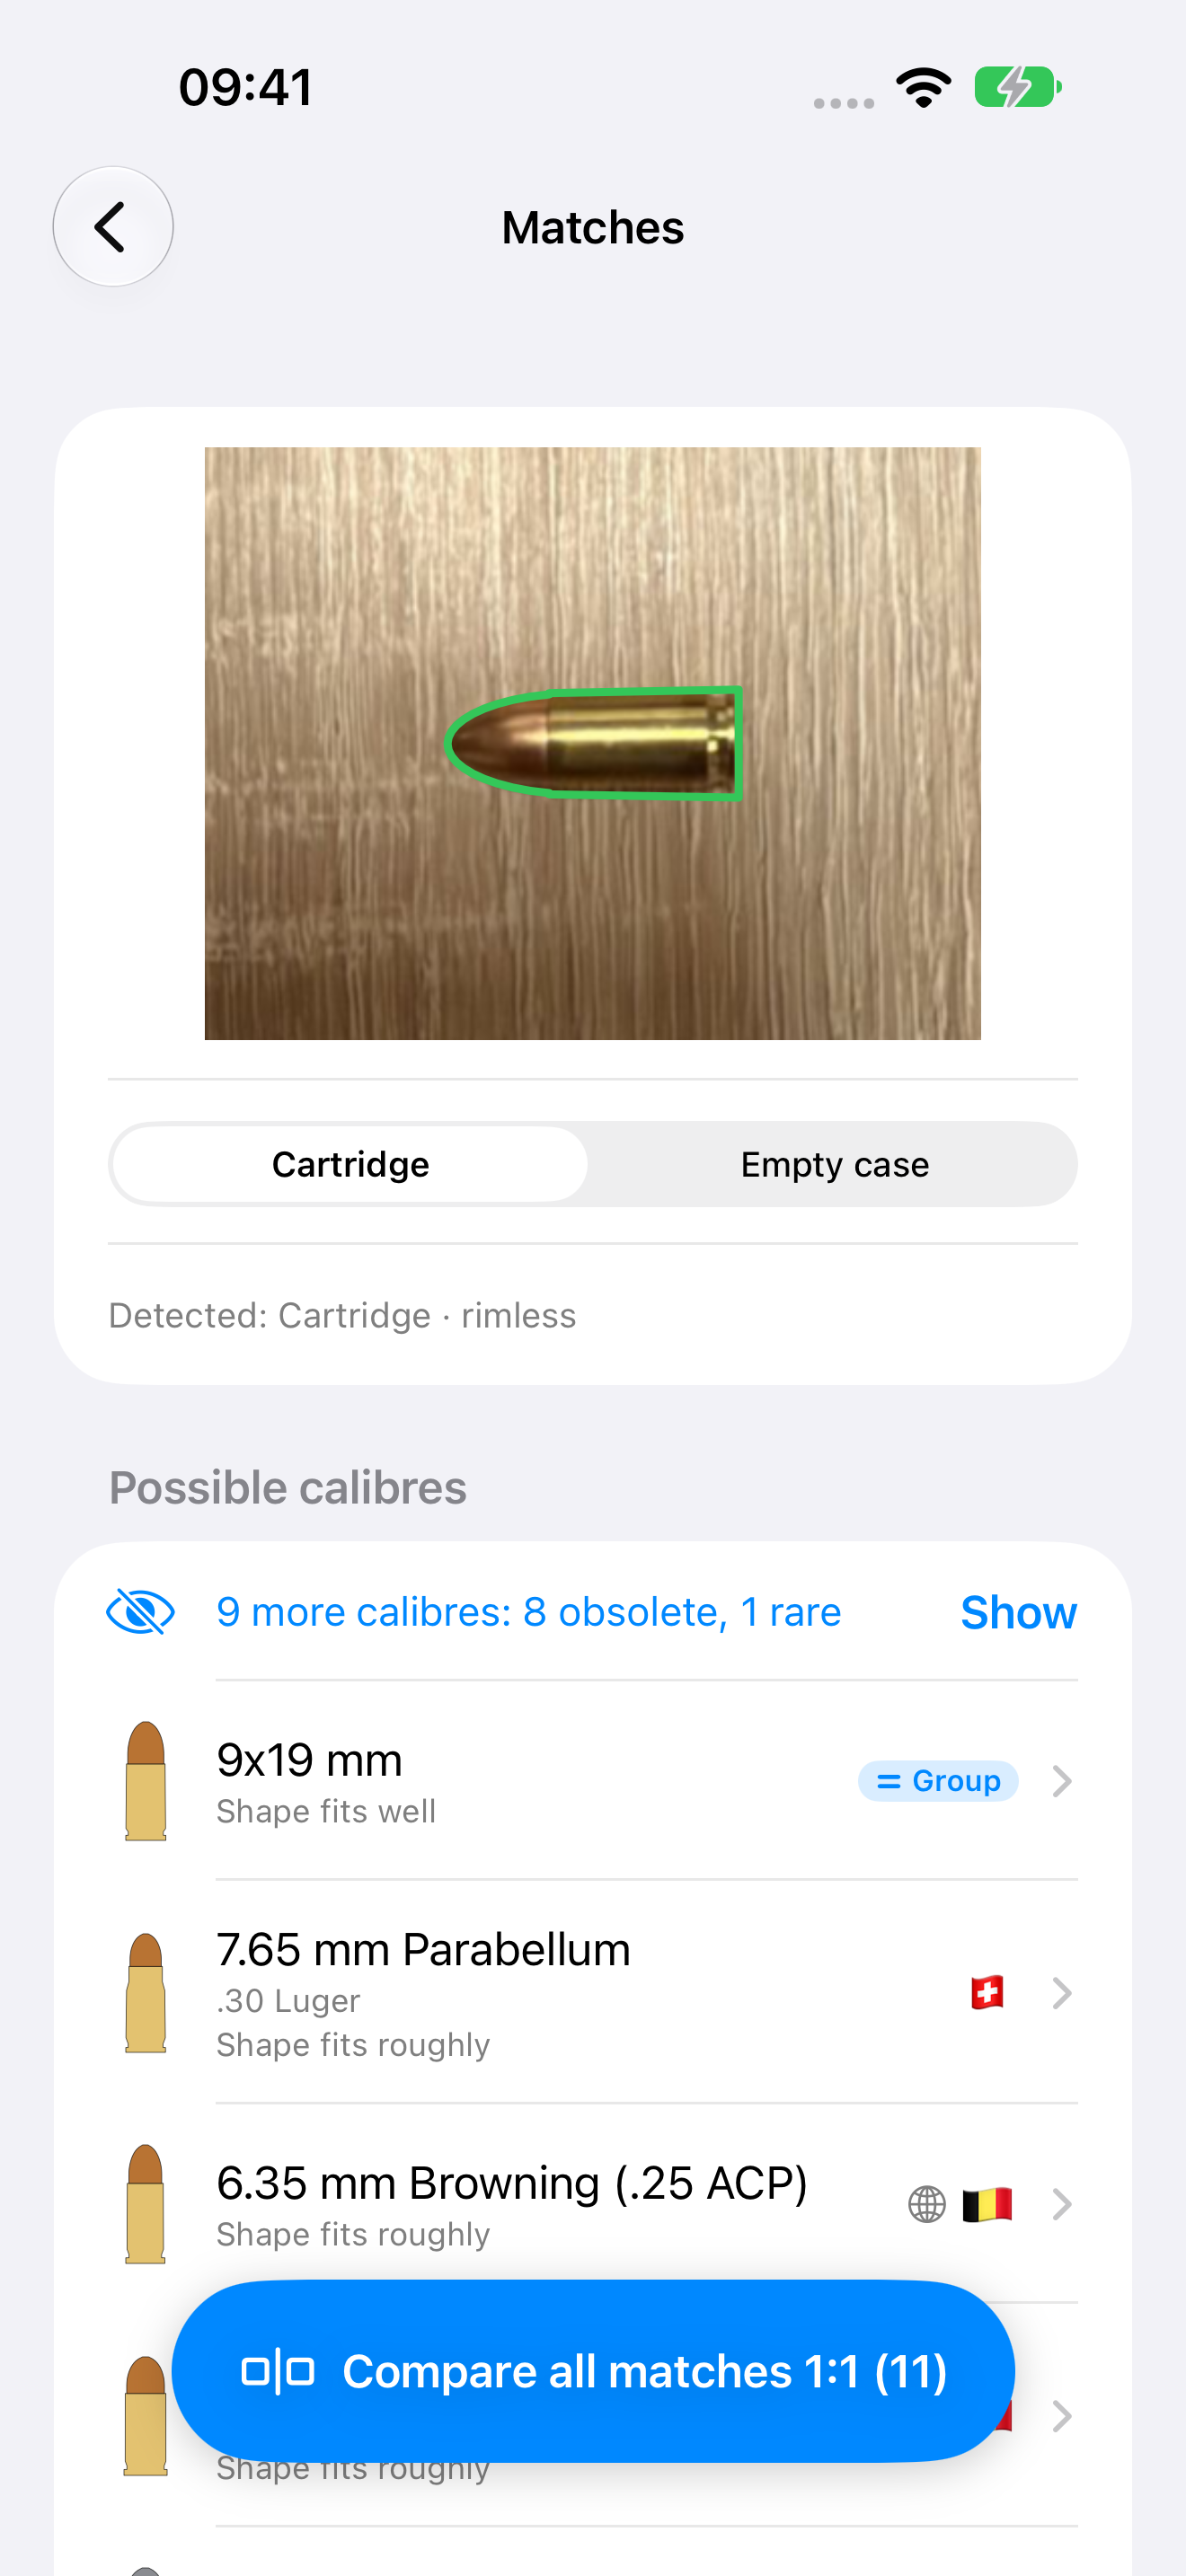 09:41
Matches
Cartridge
Empty case
Detected: Cartridge · rimless
Possible calibres
9 more calibres: 8 obsolete, 1 rare
Show
9x19 mm
Shape fits well
= Group
7.65 mm Parabellum
.30 Luger
Shape fits roughly
6.35 mm Browning (.25 ACP)
Shape fits roughly
Compare all matches 1:1 (11)
Shape fits roughly